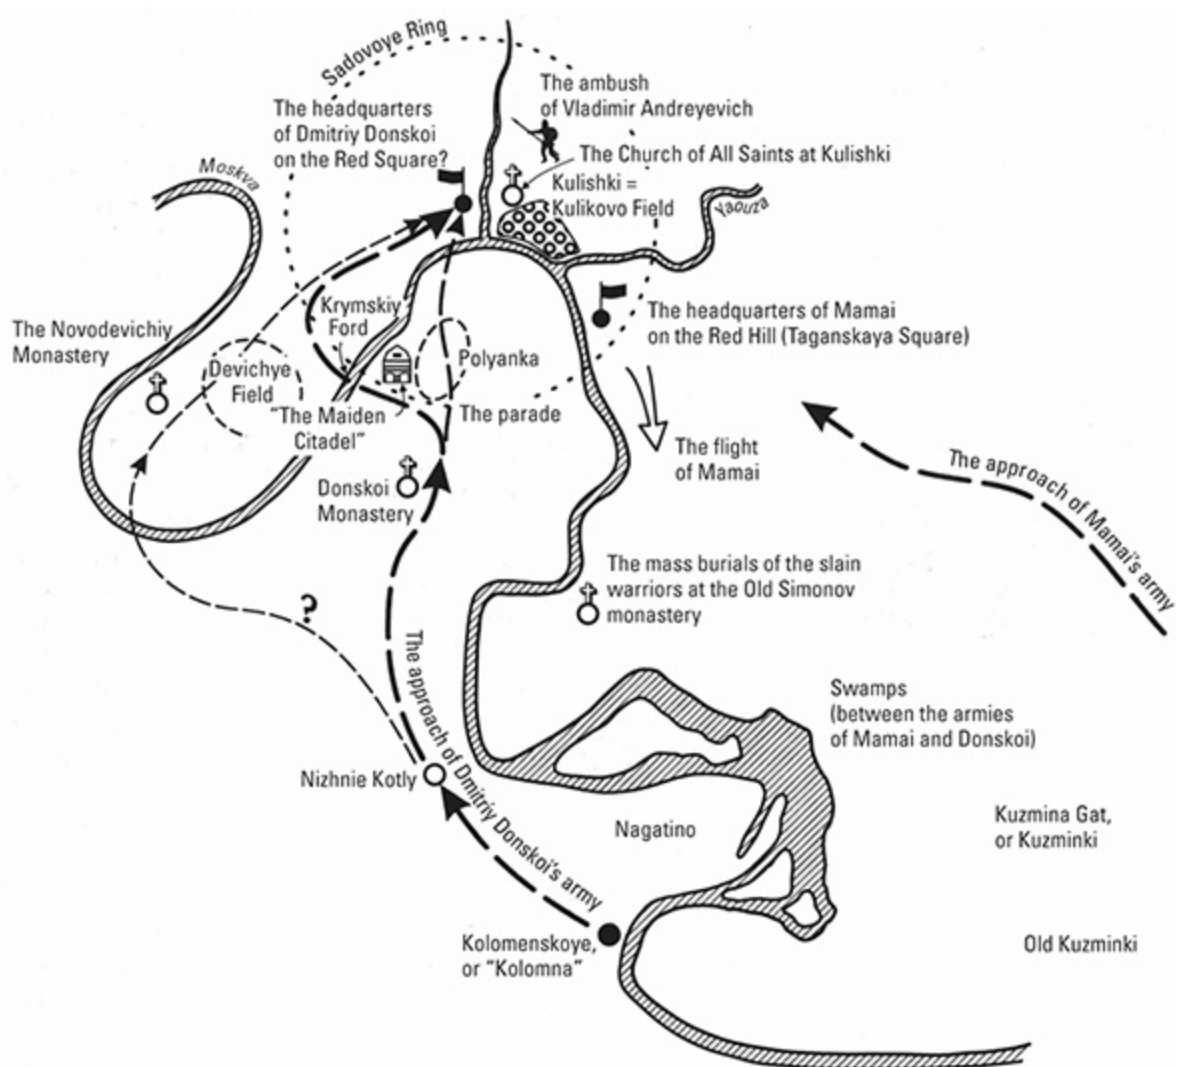 Sadovoye Ring
The ambush
of Vladimir Andreyevich
The headquarters
of Dmitriy Donskoi
on the Red Square?
The Church of All Saints at Kulishki
Moskva
Kulishki =
Kulikovo Field
Yaouza
The headquarters of Mamai
on the Red Hill (Taganskaya Square)
Krymskiy
Ford
The Novodevichiy
Monastery
Devichye
Field
Polyanka
"The Maiden
Citadel"
The parade
The flight
of Mamai
The approach of Mamai's army
Donskoi
Monastery
The mass burials of the slain
warriors at the Old Simonov
monastery
?
The approach of Dmitriy Donskoi's army
Swamps
(between the armies
of Mamai and Donskoi)
Nizhnie Kotly
Nagatino
Kuzmina Gat,
or Kuzminki
Kolomenskoye,
or "Kolomna"
Old Kuzminki